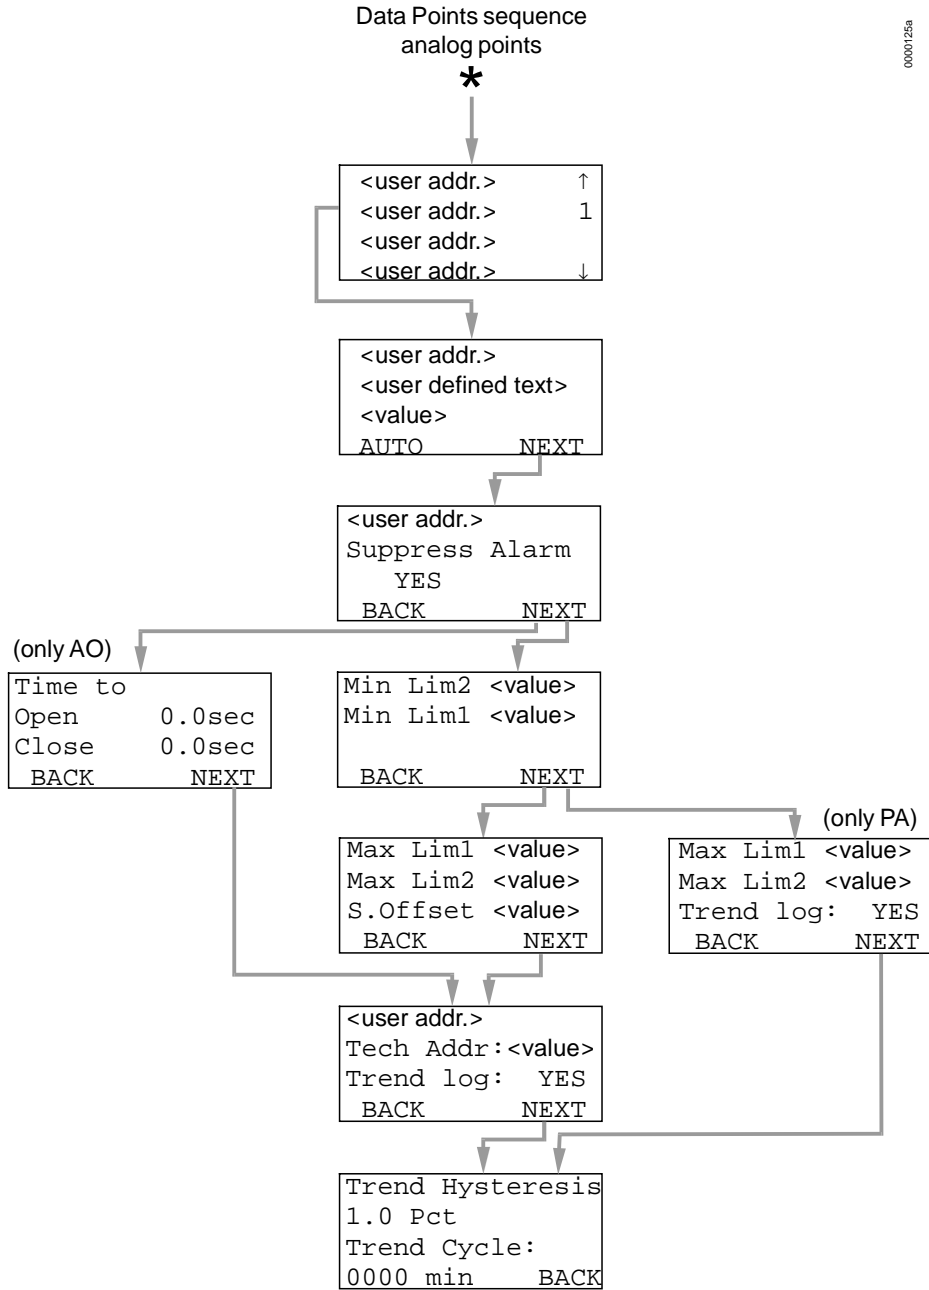 Data Points sequence
analog points
*
0000125a
<user addr.> ↑
<user addr.> 1
<user addr.>
<user addr.> ↓
<user addr.>
<user defined text>
<value>
AUTO NEXT
<user addr.>
Suppress Alarm
YES
BACK NEXT
(only AO)
Time to
Open 0.0sec
Close 0.0sec
BACK NEXT
Min Lim2 <value>
Min Lim1 <value>
BACK NEXT
Max Lim1 <value>
Max Lim2 <value>
S.Offset <value>
BACK NEXT
(only PA)
Max Lim1 <value>
Max Lim2 <value>
Trend log: YES
BACK NEXT
<user addr.>
Tech Addr:<value>
Trend log: YES
BACK NEXT
Trend Hysteresis
1.0 Pct
Trend Cycle:
0000 min BACK